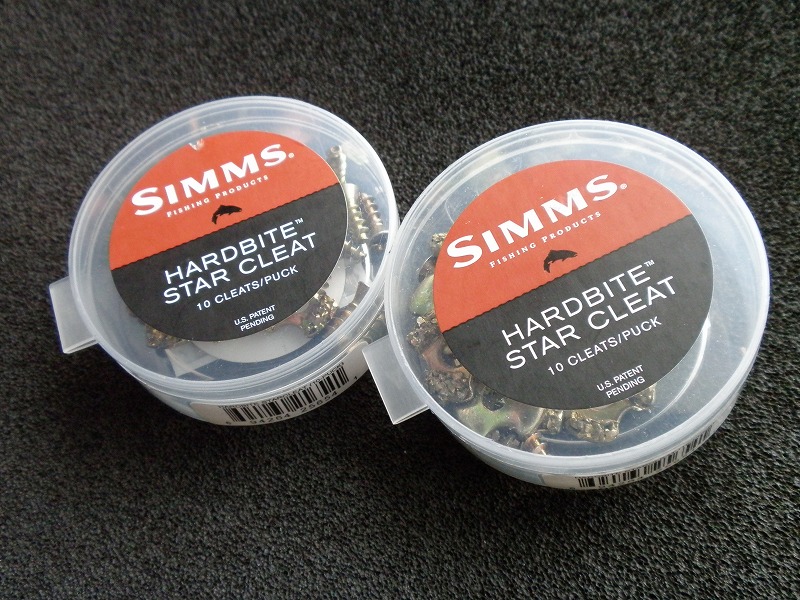 SIMMS®
FISHING PRODUCTS
HARDBITE™
STAR CLEAT
10 CLEATS/PUCK
U.S. PATENT
PENDING
SIMMS®
FISHING PRODUCTS
HARDBITE™
STAR CLEAT
10 CLEATS/PUCK
U.S. PATENT
PENDING